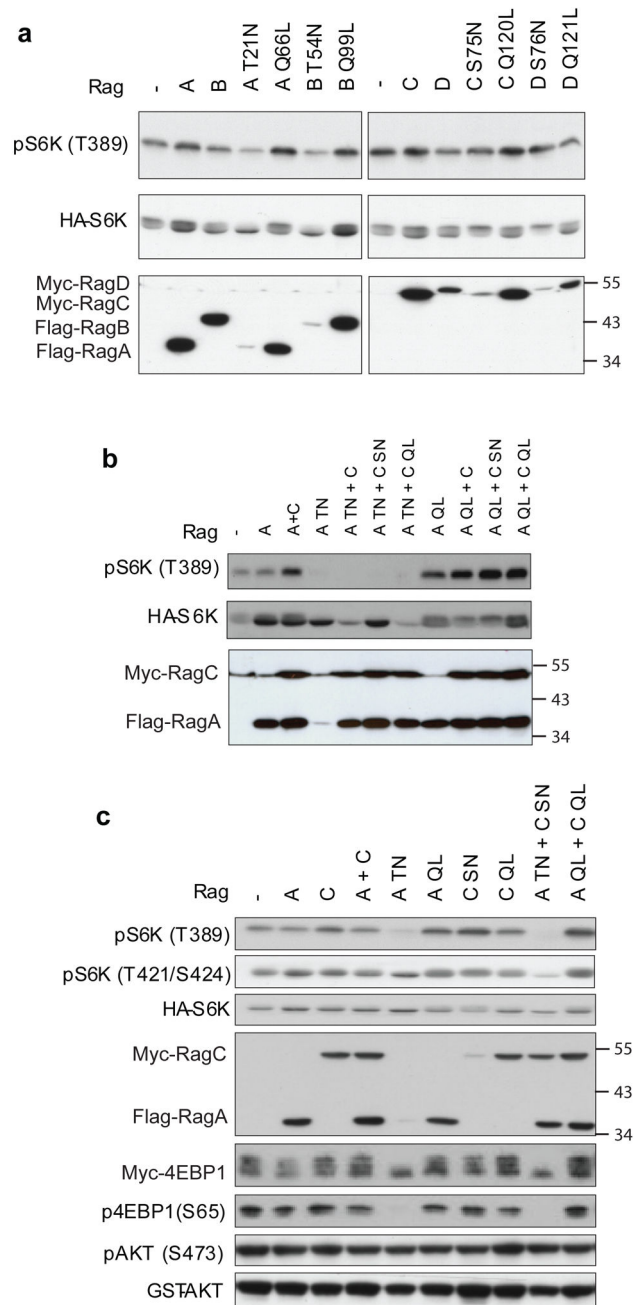 a
Rag - A B A T21N A Q66L B T54N B Q99L - C D C S75N C Q120L D S76N D Q121L
pS6K (T389)
HA-S6K
Myc-RagD
Myc-RagC
Flag-RagB
Flag-RagA
55
43
34
b
Rag - A A+C A TN A TN + C A TN + C SN A TN + C QL A QL A QL + C A QL + C SN A QL + C QL
pS6K (T389)
HA-S6K
Myc-RagC
Flag-RagA
55
43
34
c
Rag - A C A + C A TN A QL C SN C QL A TN + C SN A QL + C QL
pS6K (T389)
pS6K (T421/S424)
HA-S6K
Myc-RagC
Flag-RagA
55
43
34
Myc-4EBP1
p4EBP1(S65)
pAKT (S473)
GSTAKT